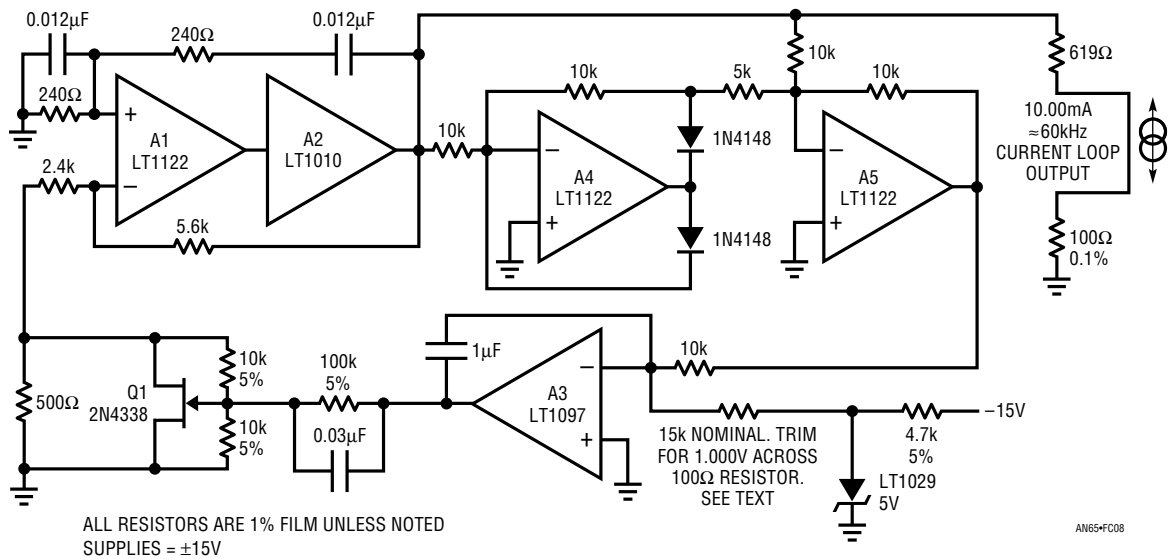 0.012µF
240Ω
0.012µF
240Ω
A1
LT1122
+
–
A2
LT1010
2.4k
5.6k
10k
10k
5k
10k
10k
1N4148
1N4148
–
A4
LT1122
+
–
A5
LT1122
+
619Ω
10.00mA
≈60kHz
CURRENT LOOP
OUTPUT
100Ω
0.1%
500Ω
Q1
2N4338
10k
5%
10k
5%
100k
5%
0.03µF
1µF
A3
LT1097
–
+
10k
15k NOMINAL. TRIM
FOR 1.000V ACROSS
100Ω RESISTOR.
SEE TEXT
4.7k
5%
–15V
LT1029
5V
ALL RESISTORS ARE 1% FILM UNLESS NOTED
SUPPLIES = ±15V
AN65•FC08